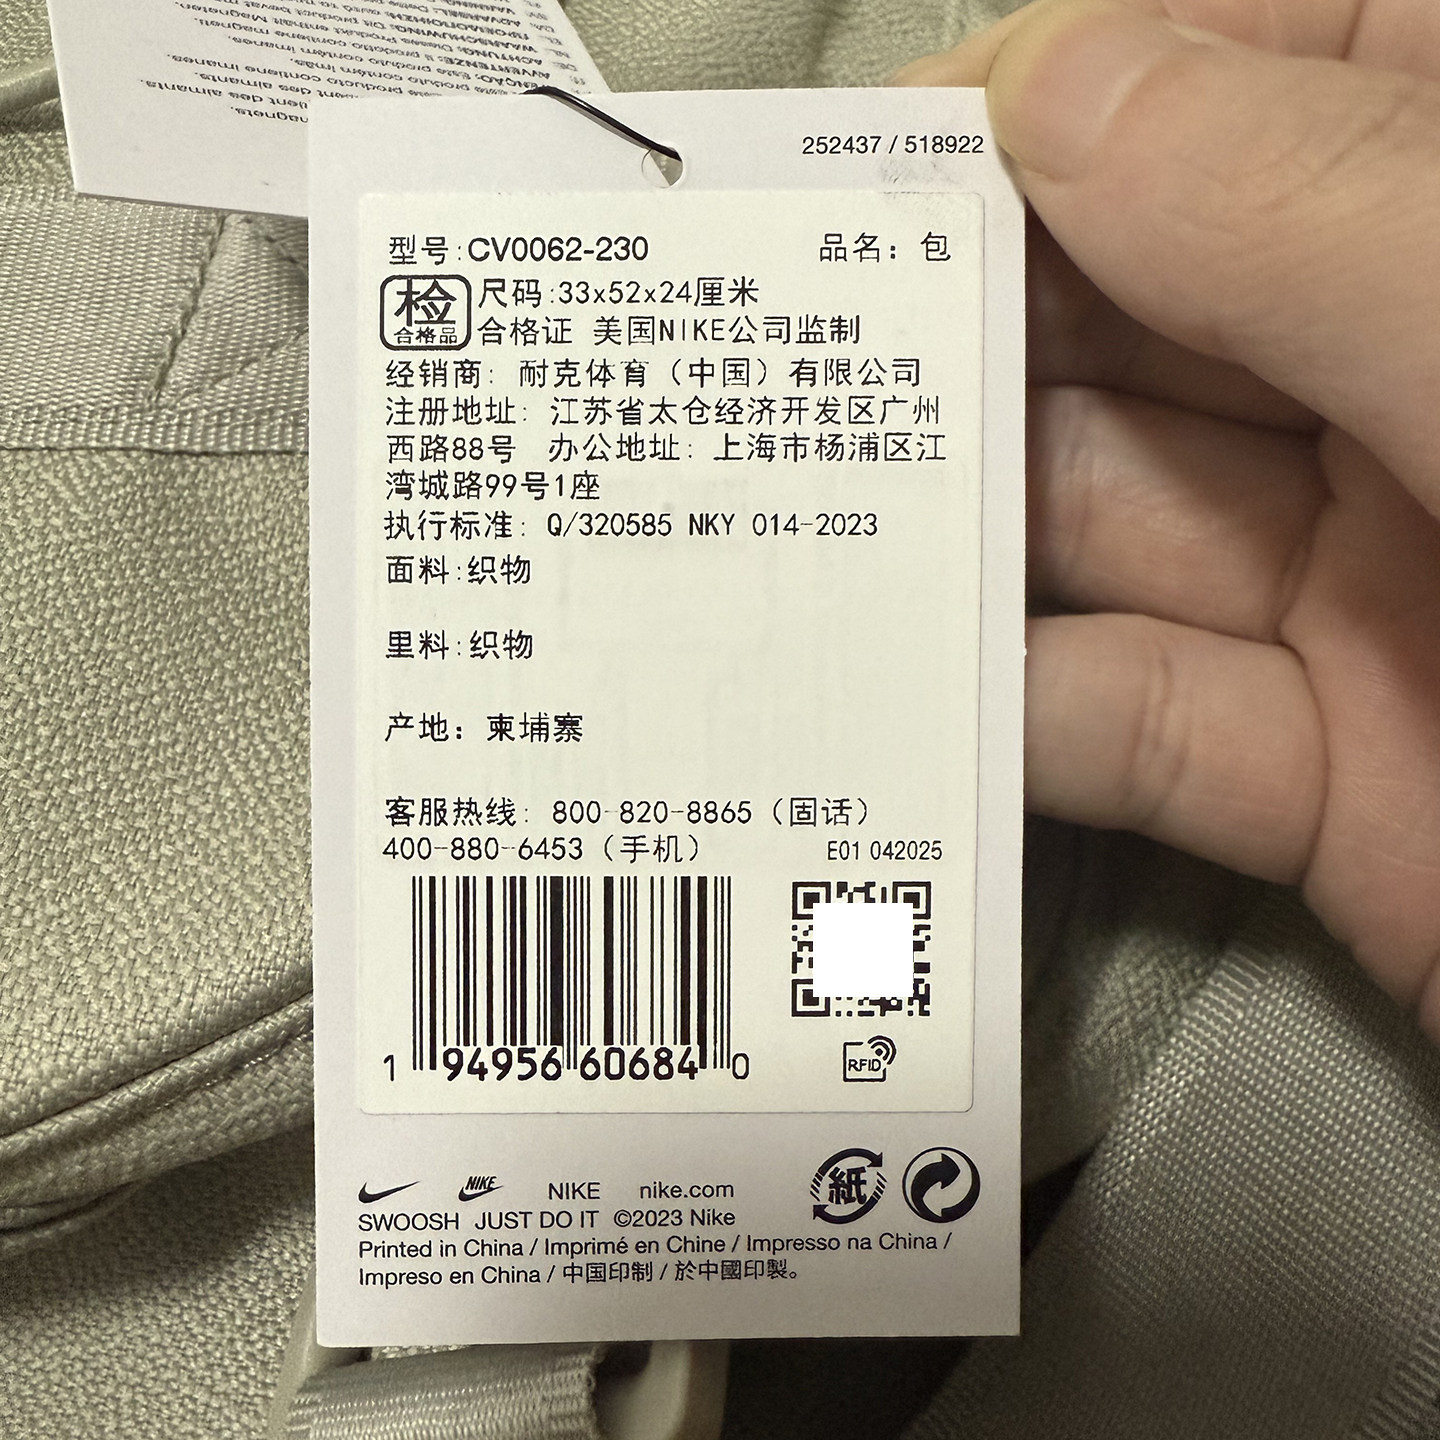 252437 / 518922
型号:CV0062-230 品名：包
检 合格品
尺码:33x52x24厘米
合格证 美国NIKE公司监制
经销商：耐克体育（中国）有限公司
注册地址：江苏省太仓经济开发区广州
西路88号 办公地址：上海市杨浦区江
湾城路99号1座
执行标准：Q/320585 NKY 014-2023
面料:织物
里料:织物
产地：柬埔寨
客服热线：800-820-8865（固话）
400-880-6453（手机） E01 042025
1 94956 60684 0
RFID
紙
NIKE NIKE nike.com
SWOOSH JUST DO IT ©2023 Nike
Printed in China / Imprimé en Chine / Impresso na China /
Impreso en China / 中国印制 / 於中國印製。